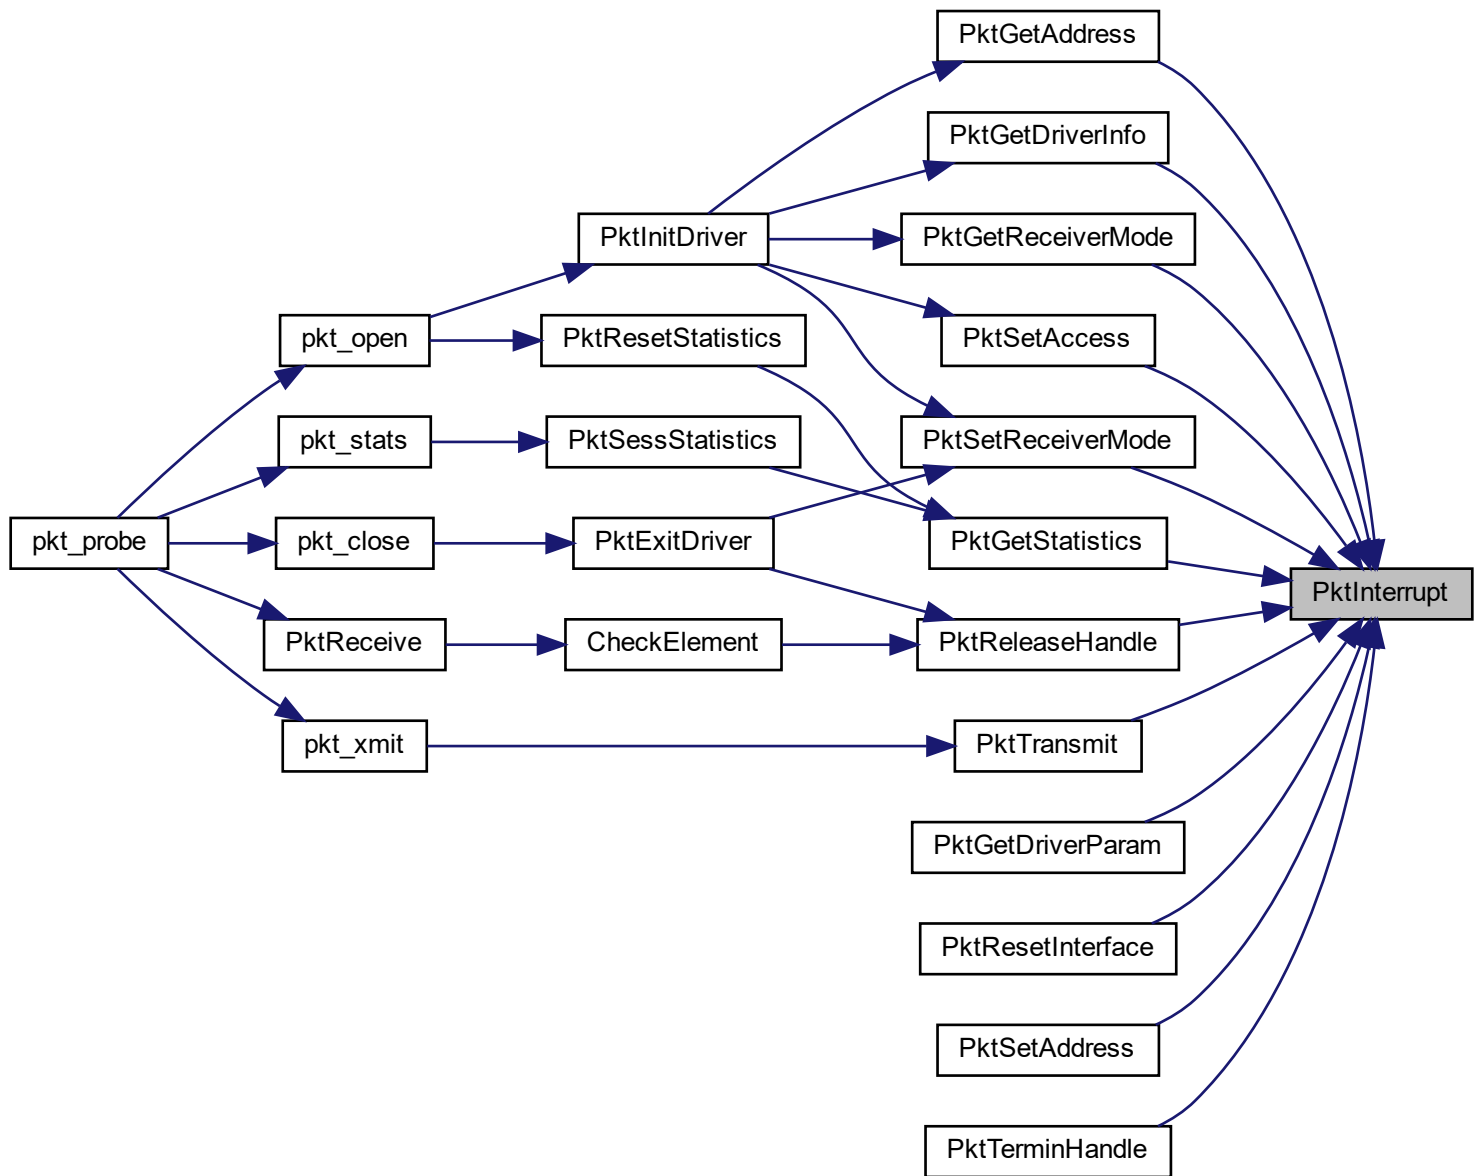 PktGetAddress
PktGetDriverInfo
PktInitDriver
PktGetReceiverMode
pkt_open
PktResetStatistics
PktSetAccess
pkt_stats
PktSessStatistics
PktSetReceiverMode
pkt_probe
pkt_close
PktExitDriver
PktGetStatistics
PktInterrupt
PktReceive
CheckElement
PktReleaseHandle
pkt_xmit
PktTransmit
PktGetDriverParam
PktResetInterface
PktSetAddress
PktTerminHandle